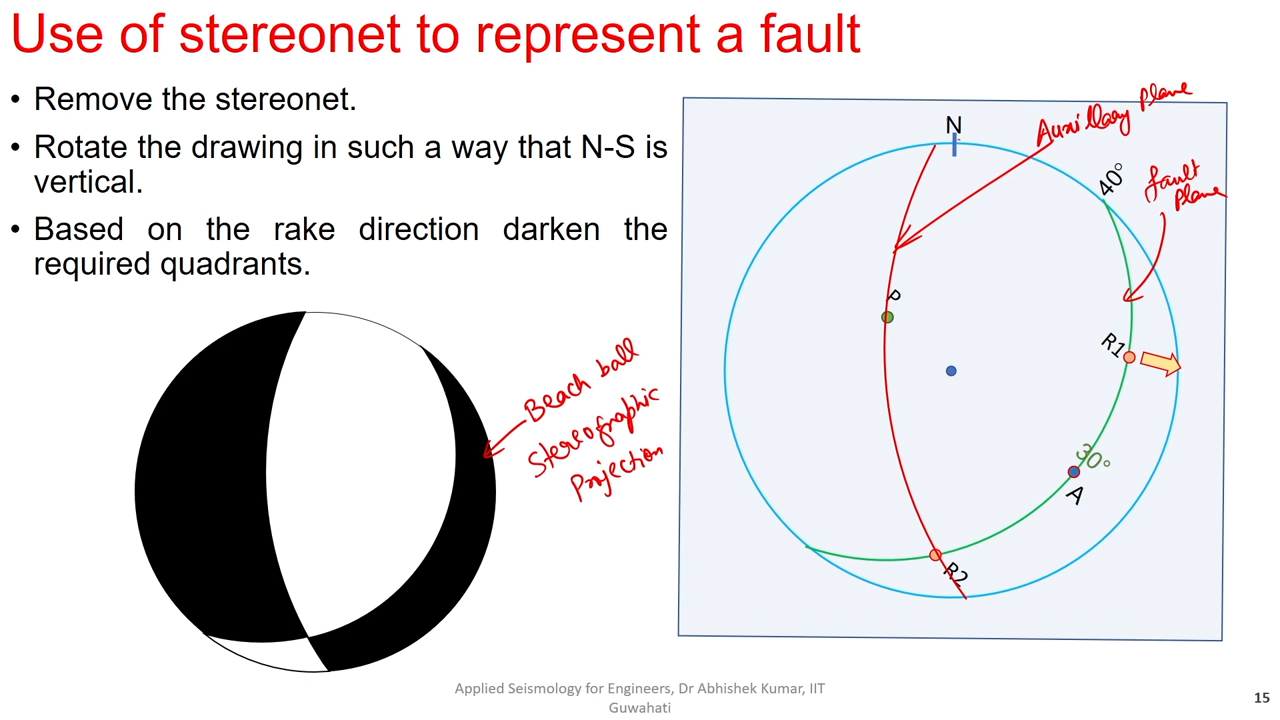 Use of stereonet to represent a fault
• Remove the stereonet.
• Rotate the drawing in such a way that N-S is
vertical.
• Based on the rake direction darken the
required quadrants.
Beach ball
Stereographic
Projection
Auxillary plane
fault
plane
N
40°
P
R1
30°
A
R2
Applied Seismology for Engineers, Dr Abhishek Kumar, IIT
Guwahati
15